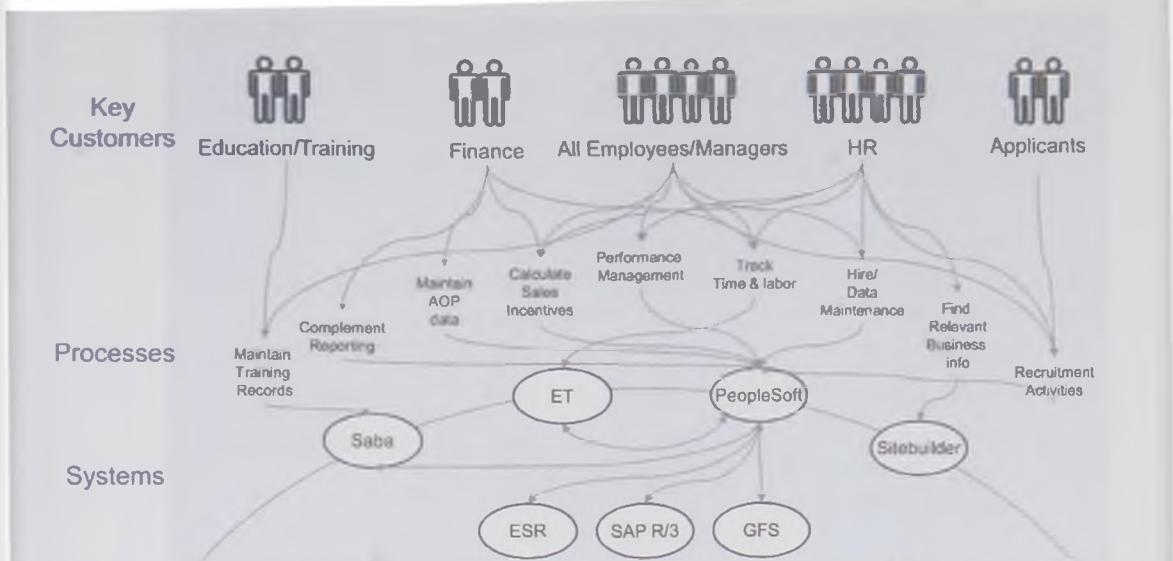 Key
Customers
Education/Training
Finance
All Employees/Managers
HR
Applicants
Processes
Maintain
Training
Records
Complement
Reporting
Maintain
AOP
data
Calculate
Sales
Incentives
Performance
Management
Track
Time & labor
Hire/
Data
Maintenance
Find
Relevant
Business
info
Recruitment
Activities
Systems
Saba
ET
PeopleSoft
Sitebuilder
ESR
SAP R/3
GFS